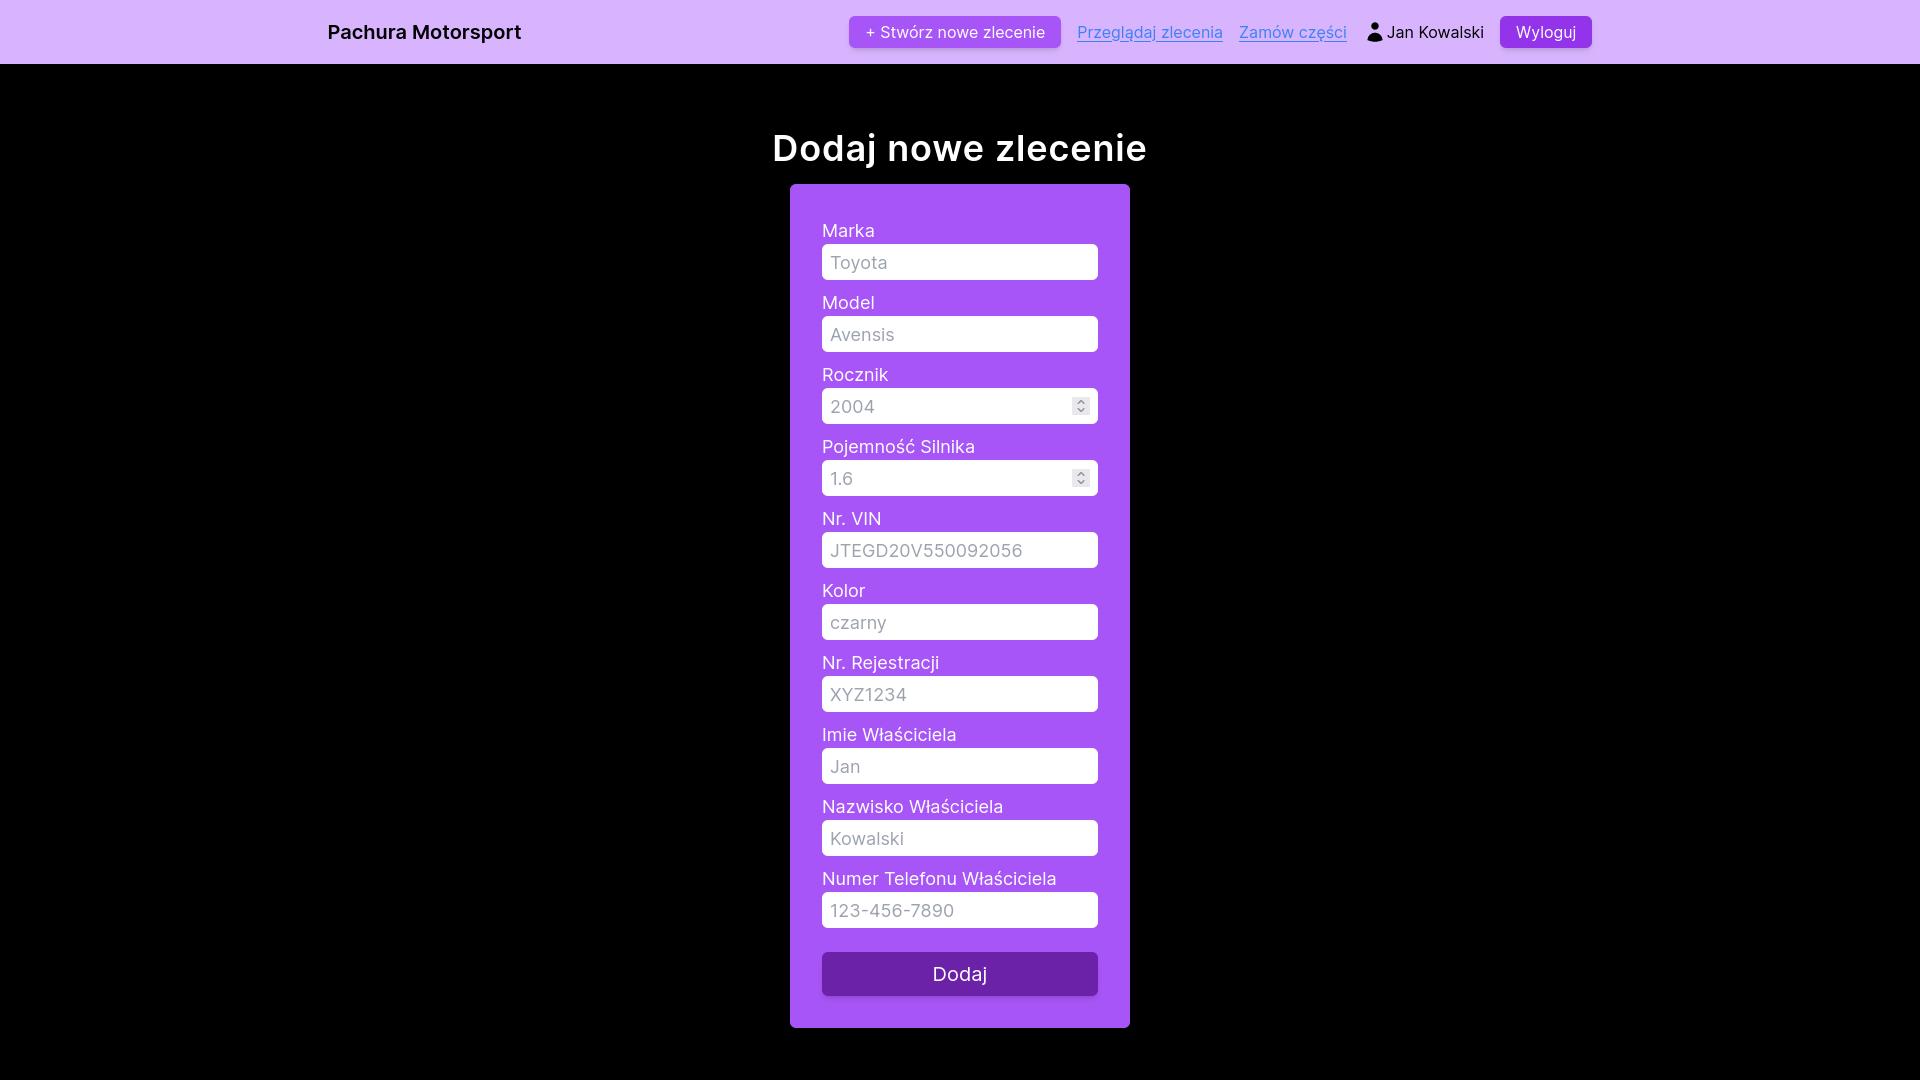 Pachura Motorsport
+ Stwórz nowe zlecenie
Przeglądaj zlecenia
Zamów części
Jan Kowalski
Wyloguj
Dodaj nowe zlecenie
Marka
Toyota
Model
Avensis
Rocznik
2004
Pojemność Silnika
1.6
Nr. VIN
JTEGD20V550092056
Kolor
czarny
Nr. Rejestracji
XYZ1234
Imie Właściciela
Jan
Nazwisko Właściciela
Kowalski
Numer Telefonu Właściciela
123-456-7890
Dodaj